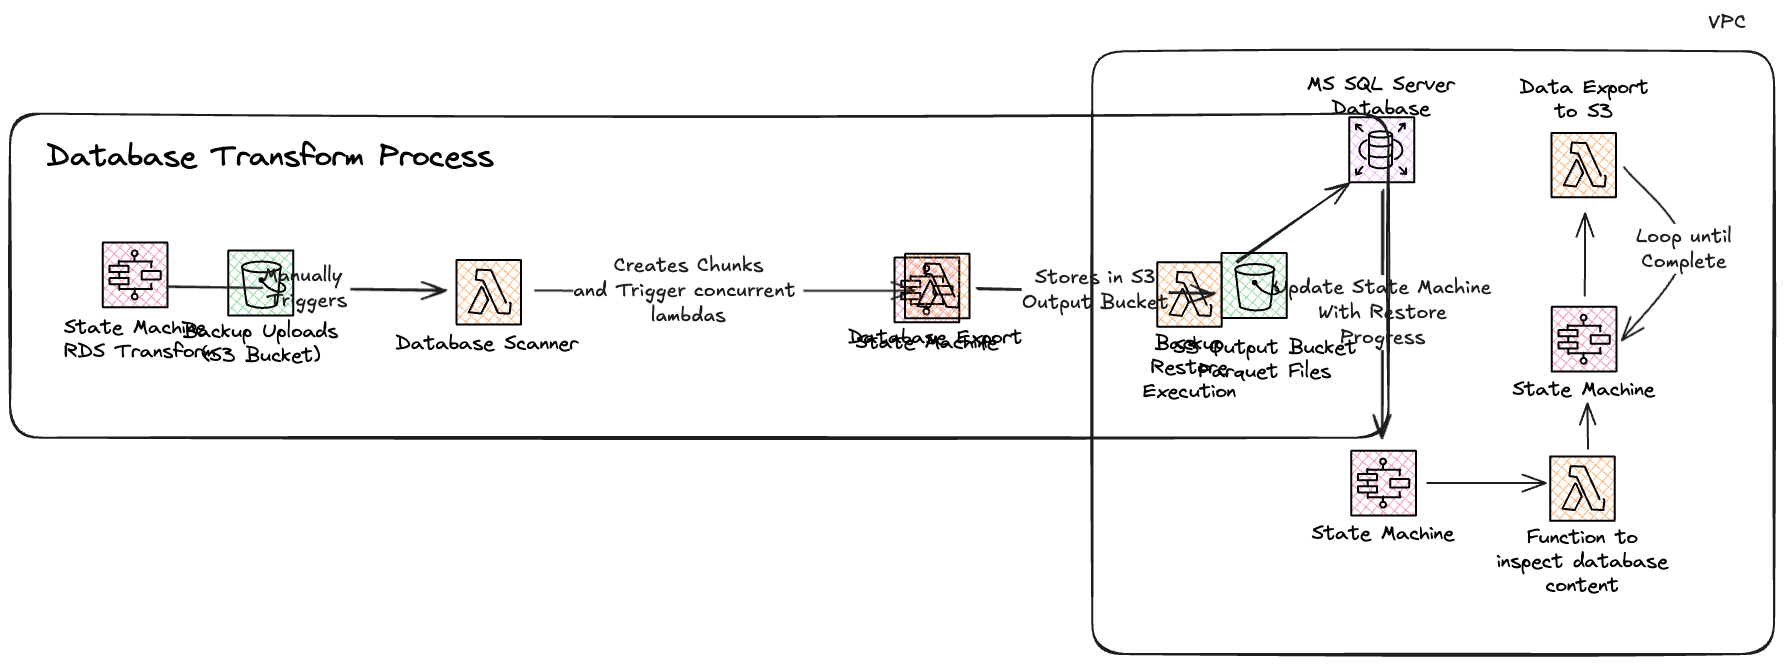 VPC
MS SQL Server
Database
Data Export
to S3
Database Transform Process
Manually
Triggers
Creates Chunks
and Trigger concurrent
lambdas
Stores in S3
Output Bucket
Update State Machine
With Restore
Progress
Loop until
Complete
State Machine
RDS Transform
Backup Uploads
(S3 Bucket)
Database Scanner
Database Export
State Machine
Backup
Restore
Execution
S3 Output Bucket
Parquet Files
State Machine
State Machine
Function to
inspect database
content